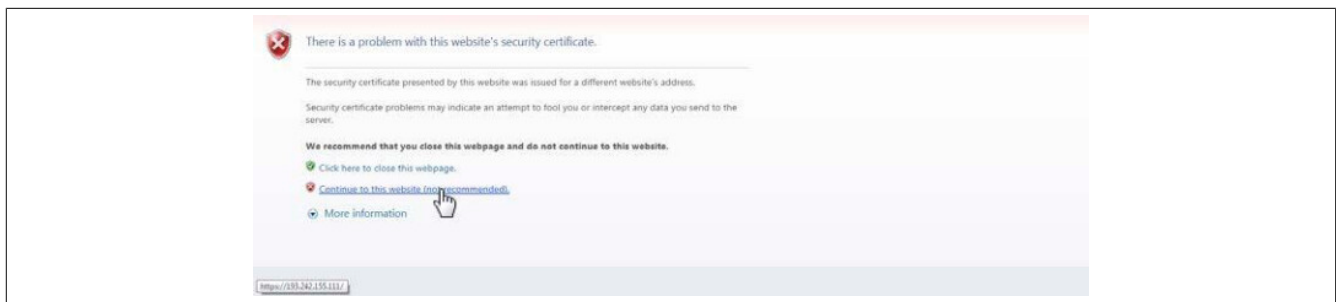 There is a problem with this website's security certificate.
The security certificate presented by this website was issued for a different website's address.
Security certificate problems may indicate an attempt to fool you or intercept any data you send to the
server.
We recommend that you close this webpage and do not continue to this website.
Click here to close this webpage.
Continue to this website (not recommended).
More information
https://193.242.155.111/